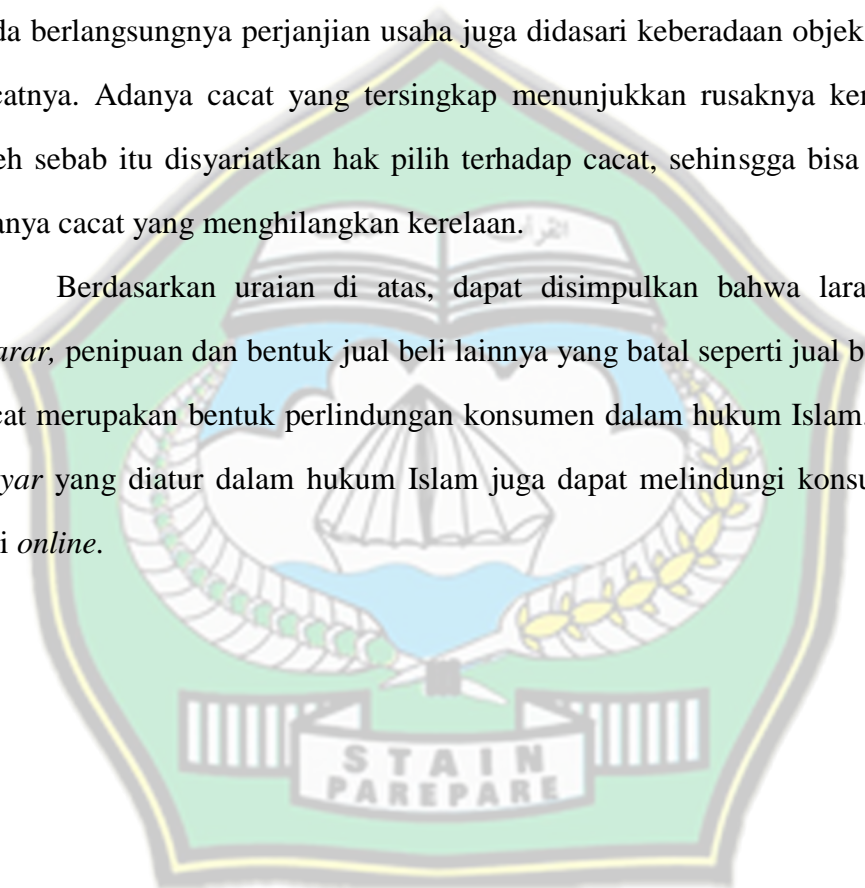 da berlangsungnya perjanjian usaha juga didasari keberadaan objek
catnya. Adanya cacat yang tersingkap menunjukkan rusaknya ker
eh sebab itu disyariatkan hak pilih terhadap cacat, sehinsgga bisa
anya cacat yang menghilangkan kerelaan.
Berdasarkan uraian di atas, dapat disimpulkan bahwa lara
arar, penipuan dan bentuk jual beli lainnya yang batal seperti jual b
cat merupakan bentuk perlindungan konsumen dalam hukum Islam.
yar yang diatur dalam hukum Islam juga dapat melindungi konsu
i online.
STAIN
PAREPARE